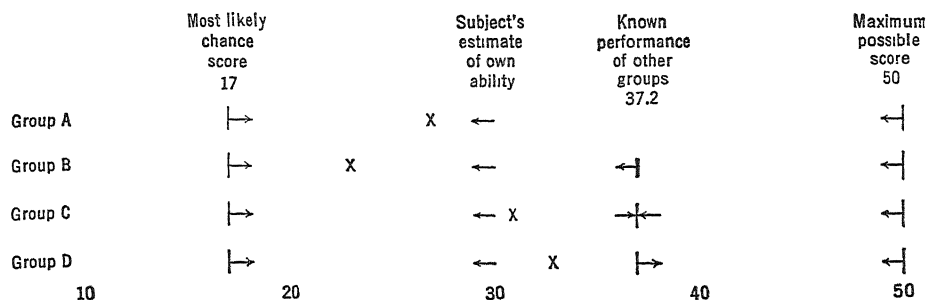 Most likely
chance
score
17
Subject's
estimate
of own
ability
Known
performance
of other
groups
37.2
Maximum
possible
score
50
Group A X
Group B X
Group C X
Group D X
10 20 30 40 50